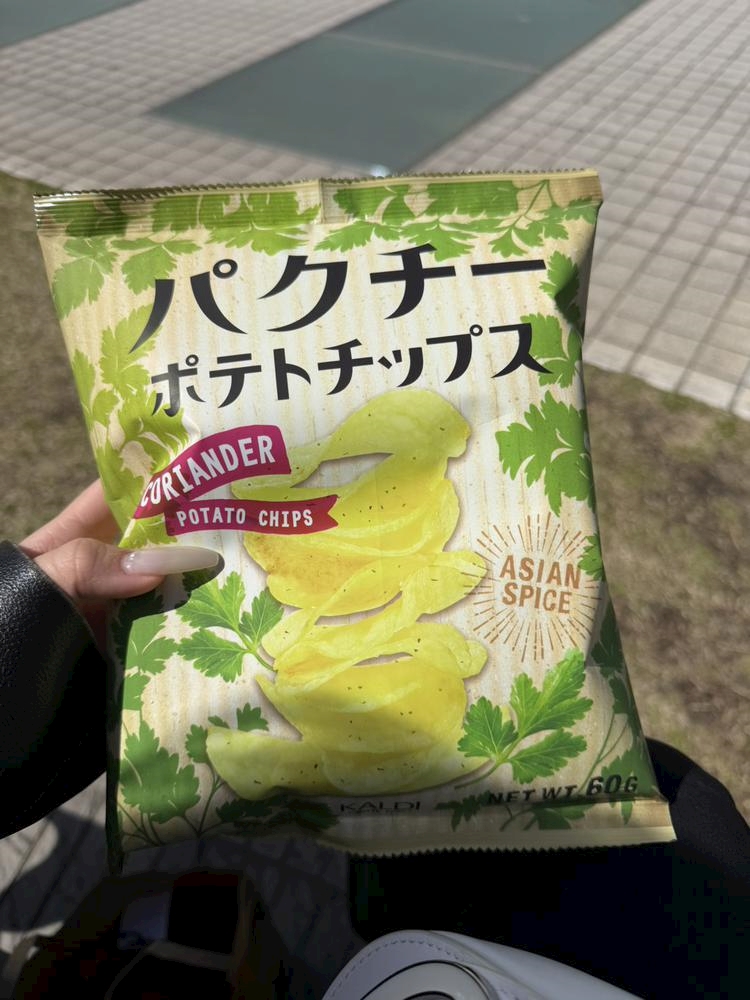 パクチー
ポテトチップス
CORIANDER
POTATO CHIPS
ASIAN
SPICE
NET WT. 60G
KALDI